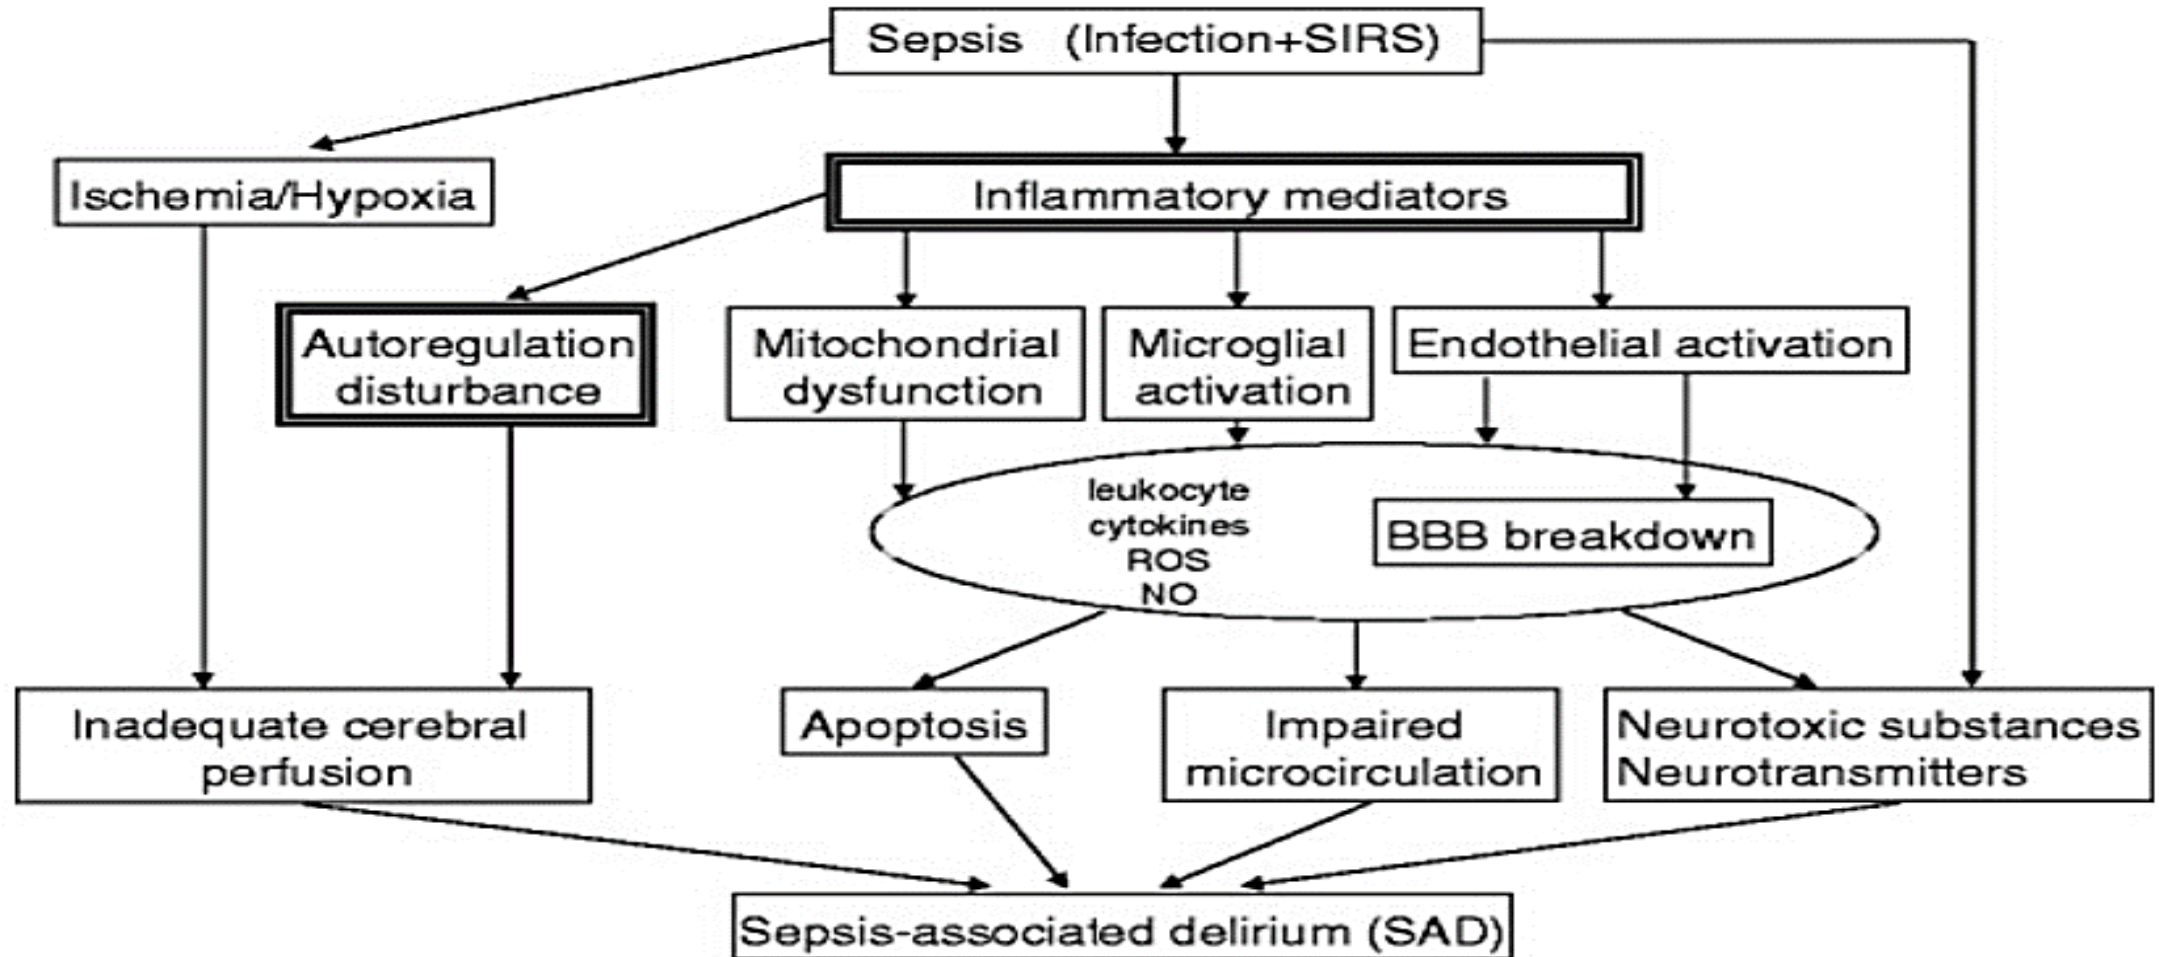 Sepsis (Infection+SIRS)
Ischemia/Hypoxia
Inflammatory mediators
Autoregulation
disturbance
Mitochondrial
dysfunction
Microglial
activation
Endothelial activation
leukocyte
cytokines
ROS
NO
BBB breakdown
Inadequate cerebral
perfusion
Apoptosis
Impaired
microcirculation
Neurotoxic substances
Neurotransmitters
Sepsis-associated delirium (SAD)